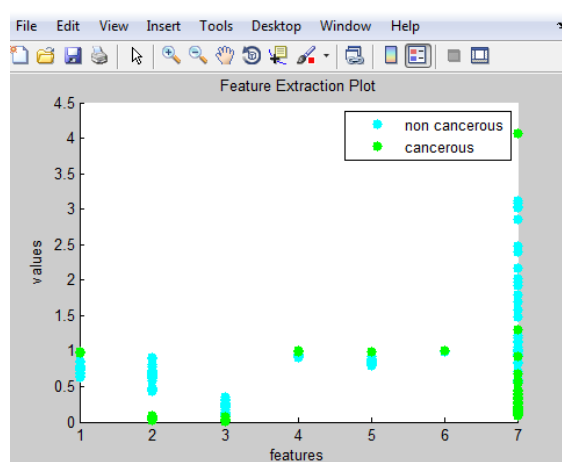 File Edit View Insert Tools Desktop Window Help
Feature Extraction Plot
non cancerous
cancerous
4.5
4
3.5
3
2.5
2
1.5
1
0.5
0
values
1 2 3 4 5 6 7
features